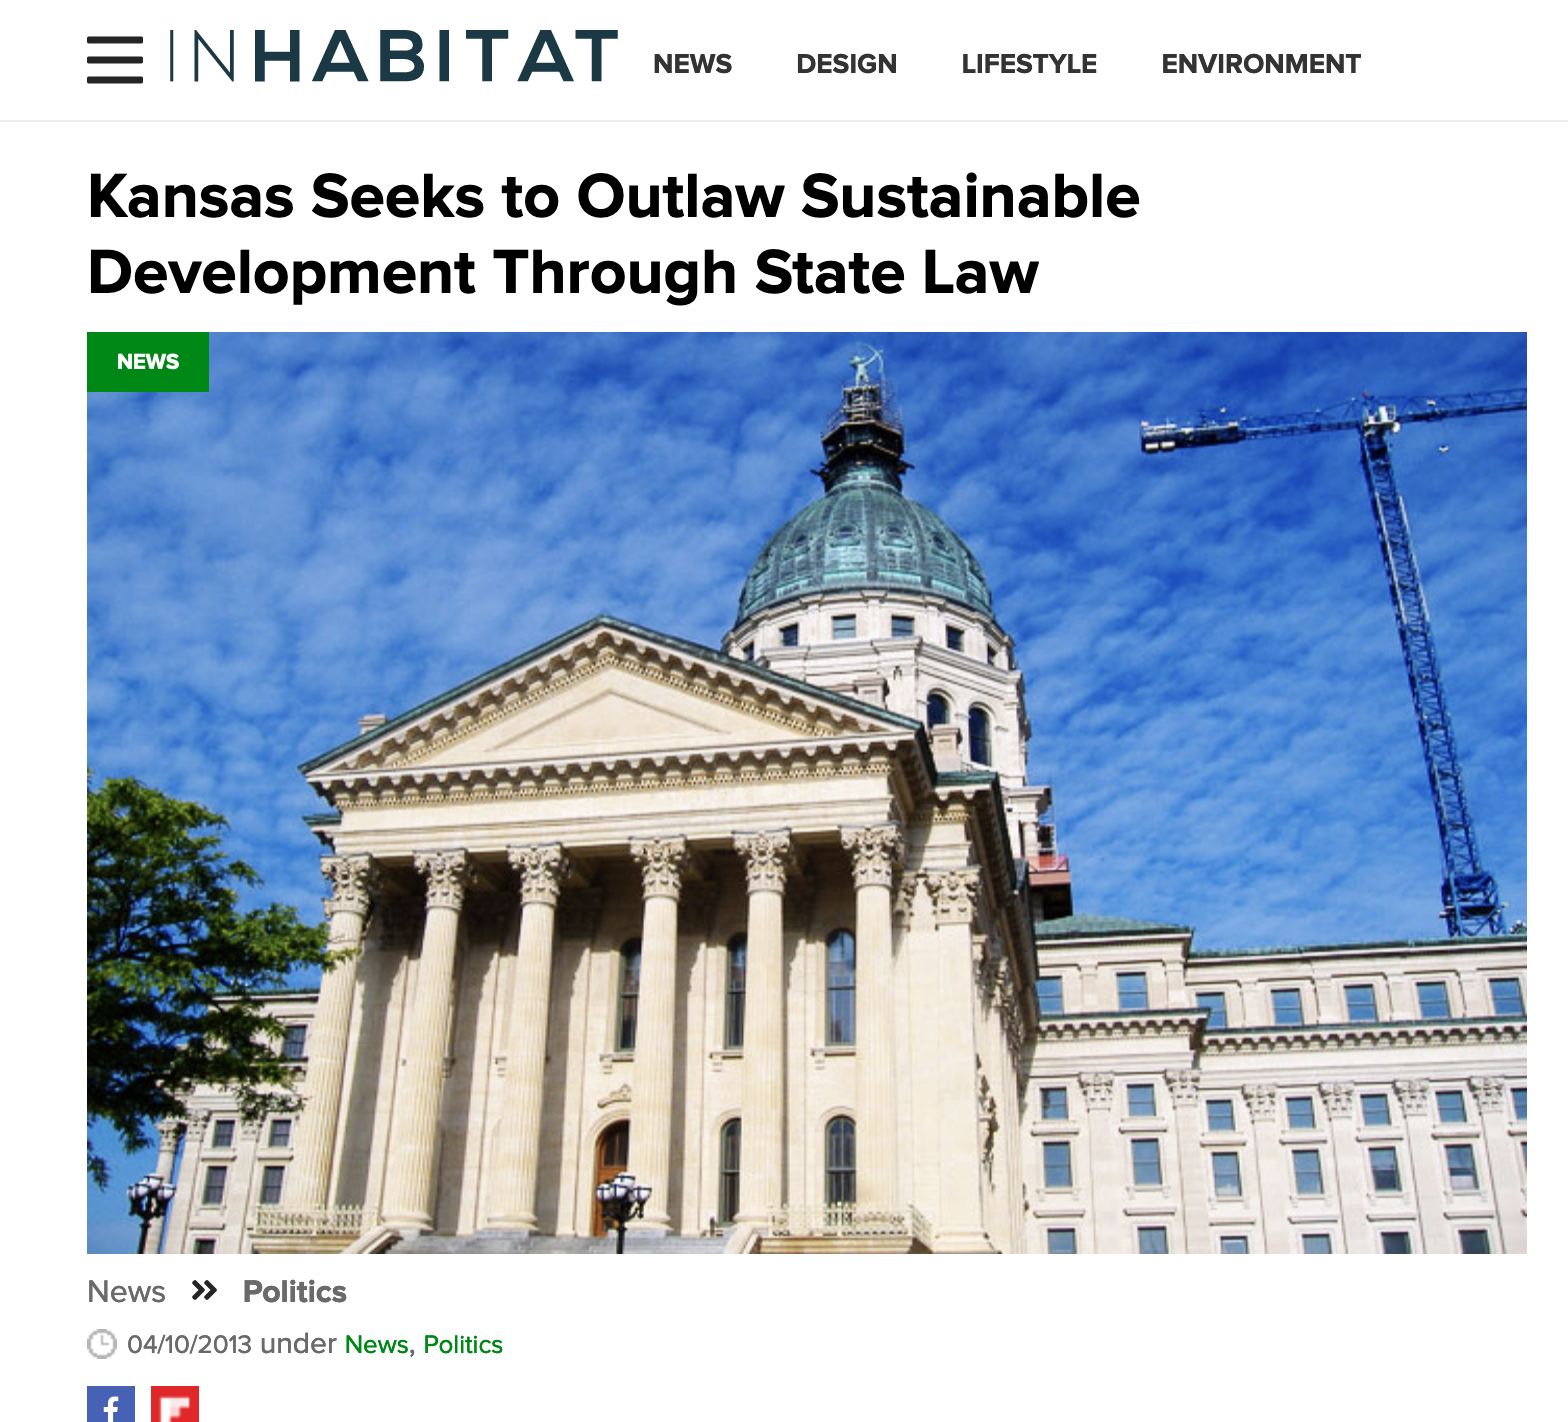 INHABITAT NEWS DESIGN LIFESTYLE ENVIRONMENT
Kansas Seeks to Outlaw Sustainable
Development Through State Law
NEWS
News » Politics
04/10/2013 under News, Politics